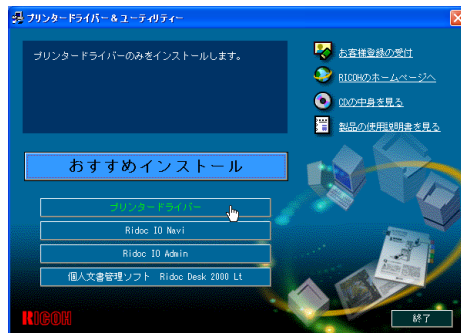 プリンタードライバー & ユーティリティー
プリンタードライバーのみをインストールします。
お客様登録の受付
RICOHのホームページへ
CDの中身を見る
製品の使用説明書を見る
おすすめインストール
プリンタードライバー
Ridoc IO Navi
Ridoc IO Admin
個人文書管理ソフト Ridoc Desk 2000 Lt
RICOH
終了